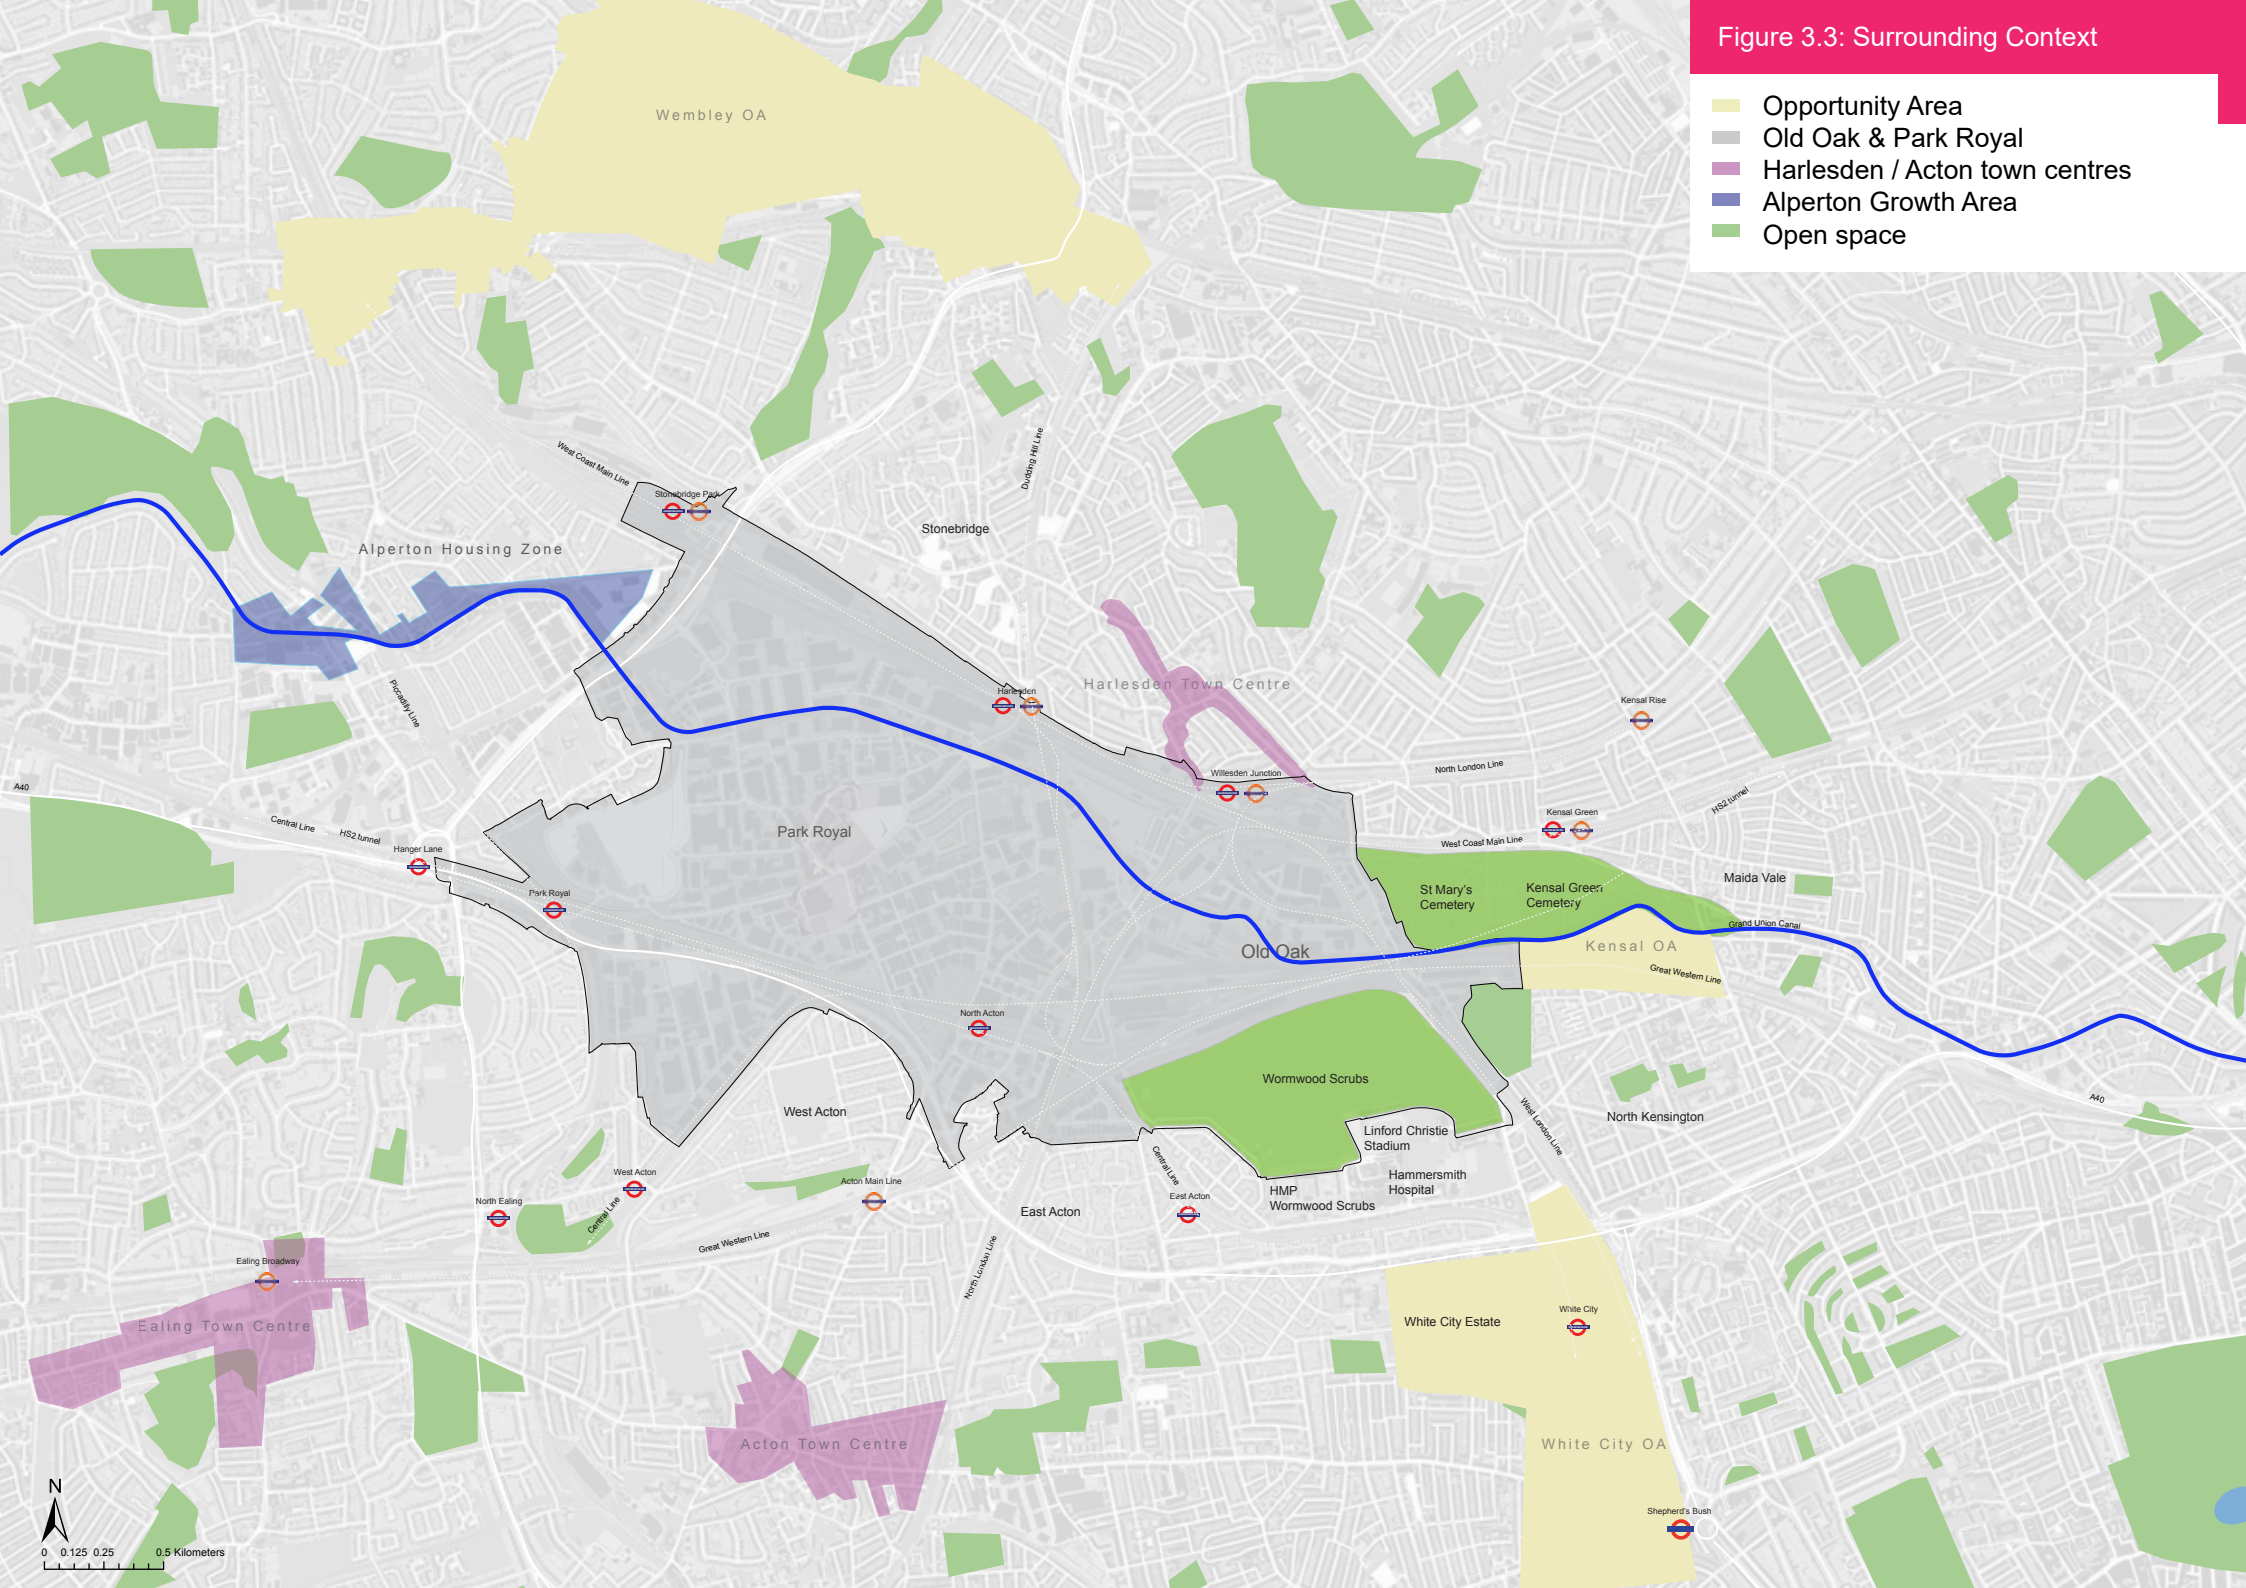 Figure 3.3: Surrounding Context
Opportunity Area
Old Oak & Park Royal
Harlesden / Acton town centres
Alperton Growth Area
Open space
Wembley OA
West Coast Main Line
Stonebridge Park
Dudding Hill Line
Stonebridge
Alperton Housing Zone
Piccadilly Line
Harlesden
Harlesden Town Centre
Kensal Rise
Willesden Junction
North London Line
HS2 tunnel
A40
Central Line
HS2 tunnel
Hanger Lane
Park Royal
Park Royal
Kensal Green
West Coast Main Line
Maida Vale
St Mary's
Cemetery
Kensal Green
Cemetery
Grand Union Canal
Kensal OA
Great Western Line
Old Oak
North Acton
Wormwood Scrubs
West Acton
Linford Christie
Stadium
West London Line
North Kensington
A40
Central Line
Hammersmith
Hospital
HMP
Wormwood Scrubs
East Acton
East Acton
West Acton
Acton Main Line
North Ealing
Central Line
Great Western Line
North London Line
Ealing Broadway
Ealing Town Centre
White City Estate
White City
Acton Town Centre
White City OA
Shepherd's Bush
N
0 0.125 0.25 0.5 Kilometers